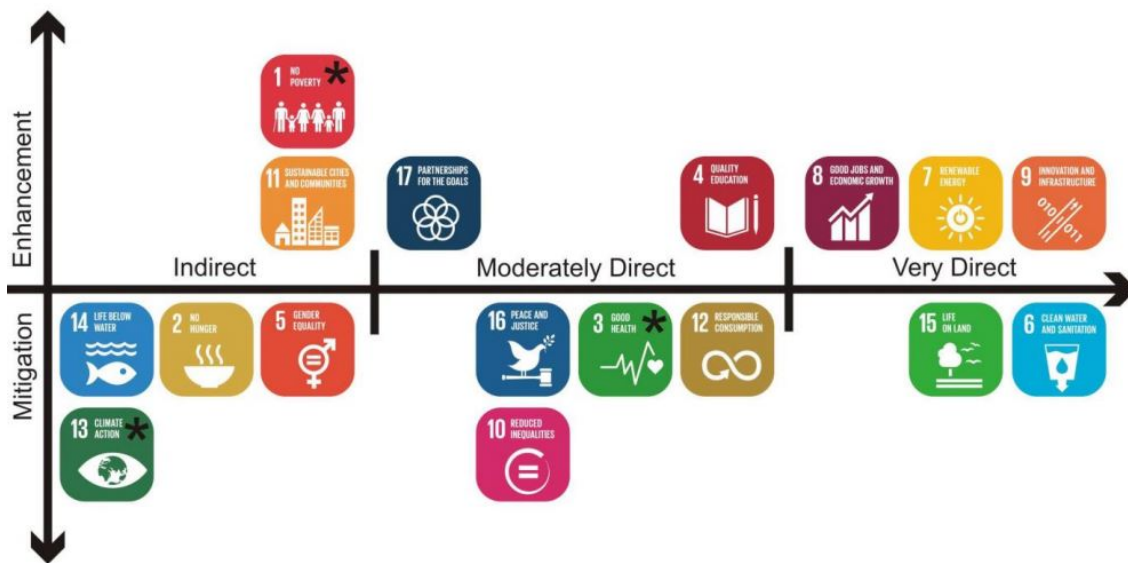 Enhancement
Mitigation
1 NO
POVERTY *
11 SUSTAINABLE CITIES
AND COMMUNITIES
17 PARTNERSHIPS
FOR THE GOALS
4 QUALITY
EDUCATION
8 GOOD JOBS AND
ECONOMIC GROWTH
7 RENEWABLE
ENERGY
9 INNOVATION AND
INFRASTRUCTURE
010
011
Indirect
Moderately Direct
Very Direct
14 LIFE BELOW
WATER
2 NO
HUNGER
5 GENDER
EQUALITY
16 PEACE AND
JUSTICE
3 GOOD
HEALTH *
12 RESPONSIBLE
CONSUMPTION
15 LIFE
ON LAND
6 CLEAN WATER
AND SANITATION
13 CLIMATE
ACTION *
10 REDUCED
INEQUALITIES